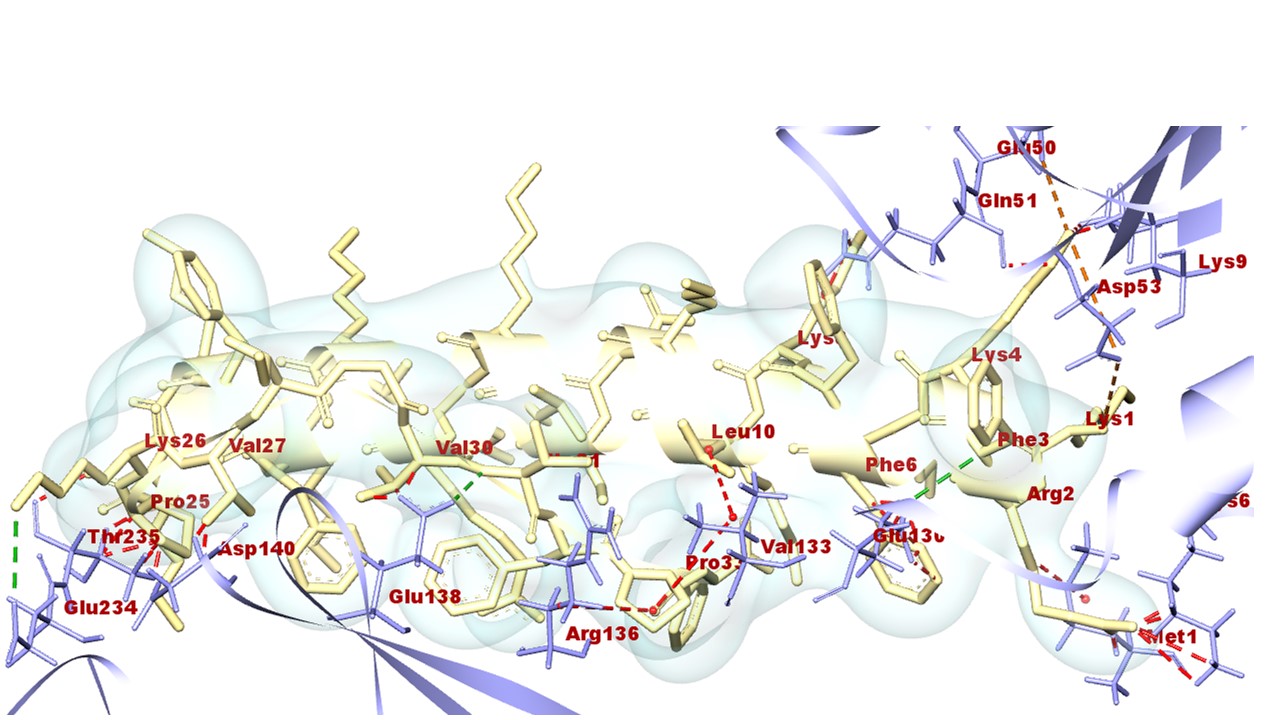 Glu50
Gln51
Lys9
Asp53
Lys
Lys4
Lys1
Leu10
Phe3
Lys26
Val27
Val30
Phe6
Arg2
Pro25
Thr235
Asp140
Val133
Glu234
Glu138
Arg136
Met1